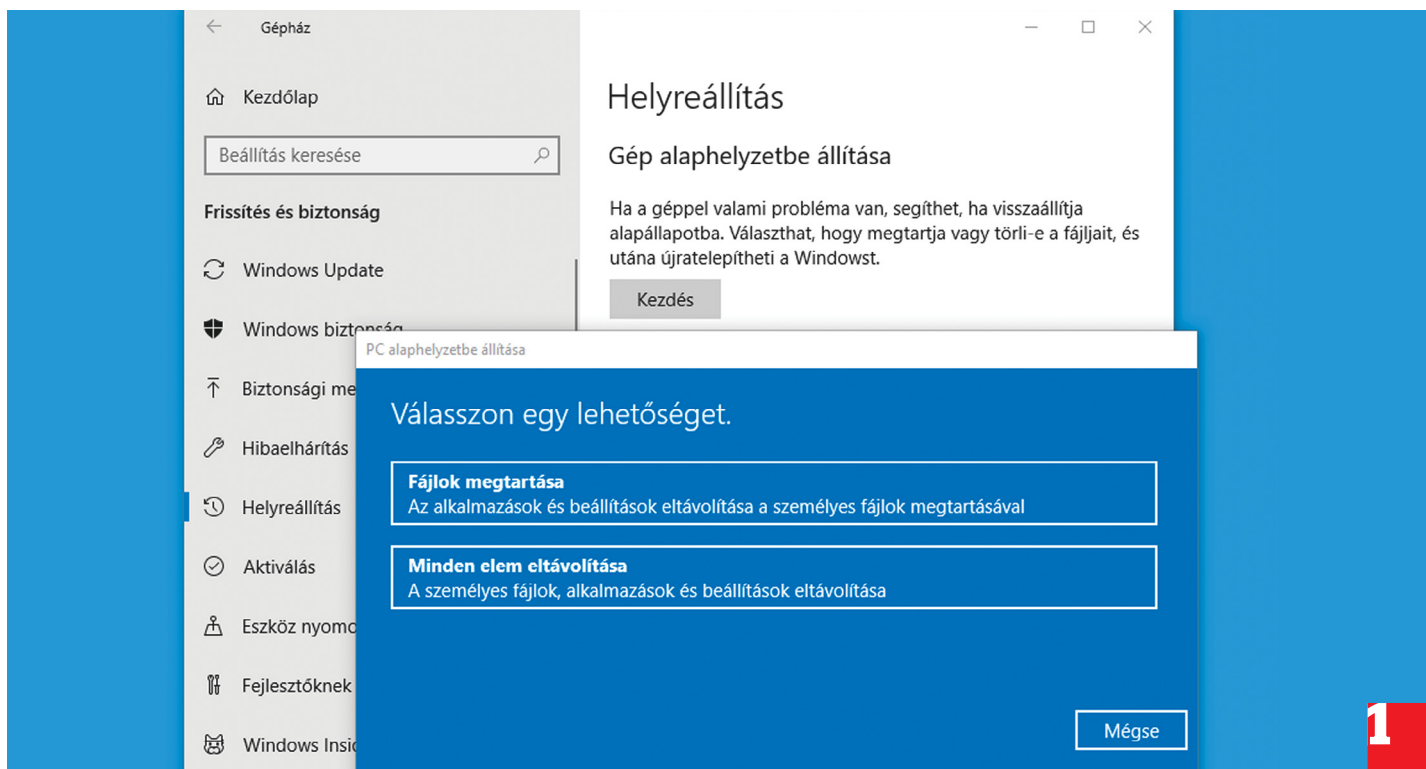 Gépház
Kezdőlap
Beállítás keresése
Frissítés és biztonság
Windows Update
Windows biztonság
Biztonsági me
Hibaelhárítás
Helyreállítás
Aktiválás
Eszköz nyomo
Fejlesztőknek
Windows Insid
Helyreállítás
Gép alaphelyzetbe állítása
Ha a géppel valami probléma van, segíthet, ha visszaállítja
alapállapotba. Választhat, hogy megtartja vagy törli-e a fájljait, és
utána újratelepítheti a Windowst.
Kezdés
PC alaphelyzetbe állítása
Válasszon egy lehetőséget.
Fájlok megtartása
Az alkalmazások és beállítások eltávolítása a személyes fájlok megtartásával
Minden elem eltávolítása
A személyes fájlok, alkalmazások és beállítások eltávolítása
Mégse
1